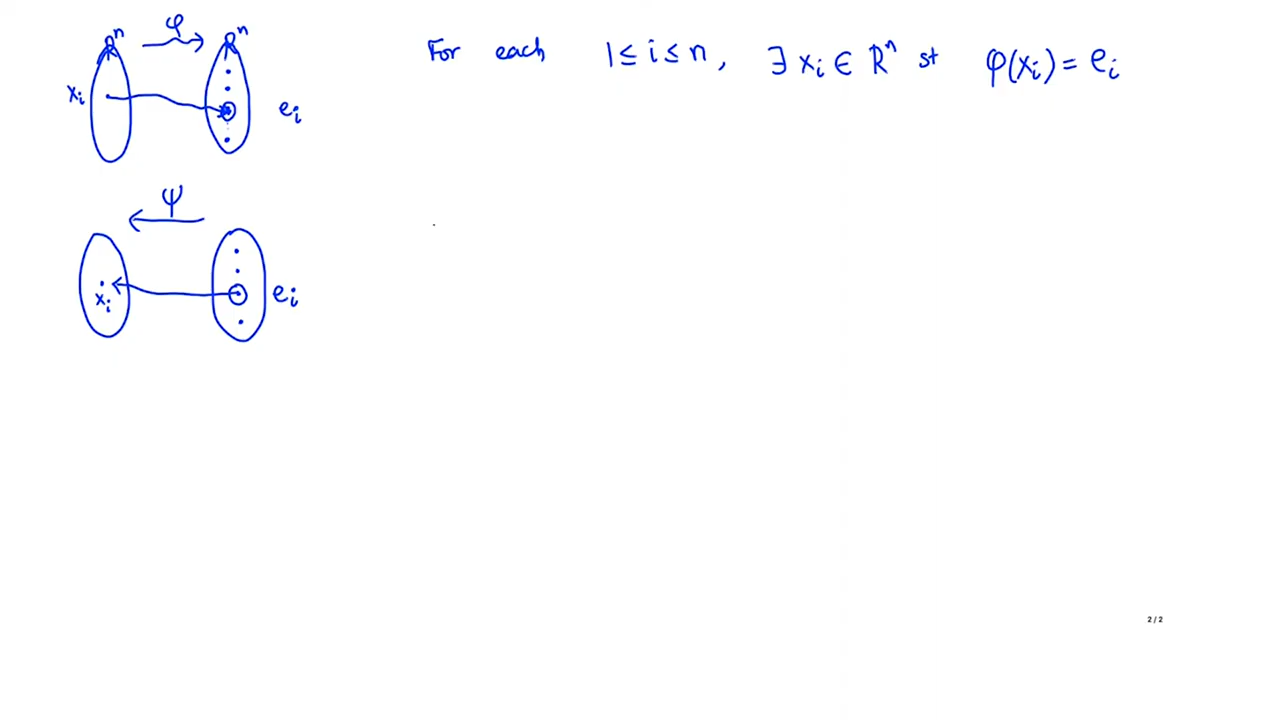 R^n φ R^n
For each 1 ≤ i ≤ n, ∃ x_i ∈ R^n st φ(x_i) = e_i
x_i e_i
ψ
x_i e_i
2 / 2